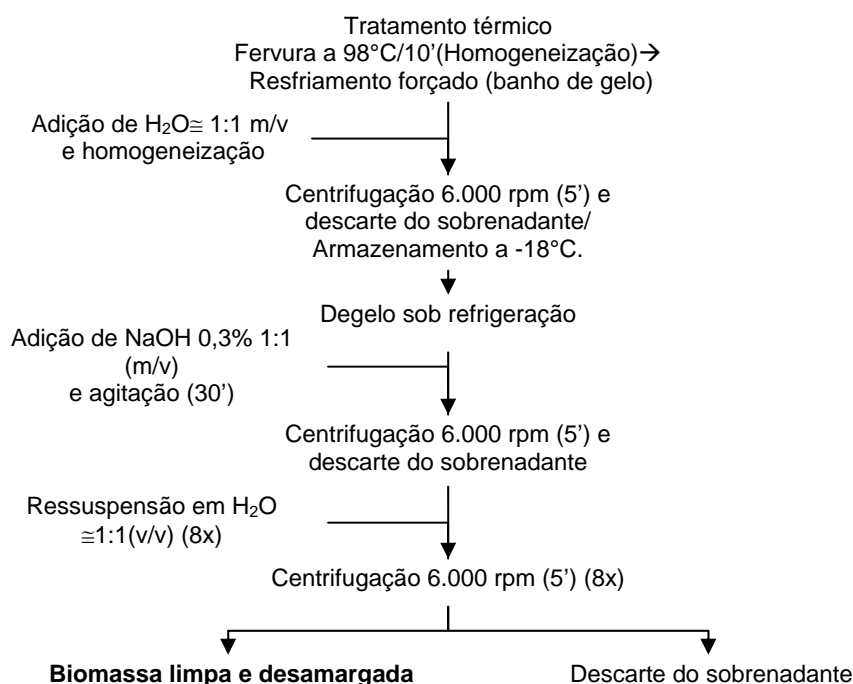 Tratamento térmico
Fervura a 98°C/10’(Homogeneização)→
Resfriamento forçado (banho de gelo)
Adição de H₂O≅ 1:1 m/v
e homogeneização
Centrifugação 6.000 rpm (5’) e
descarte do sobrenadante/
Armazenamento a -18°C.
Degelo sob refrigeração
Adição de NaOH 0,3% 1:1
(m/v)
e agitação (30’)
Centrifugação 6.000 rpm (5’) e
descarte do sobrenadante
Ressuspensão em H₂O
≅1:1(v/v) (8x)
Centrifugação 6.000 rpm (5’) (8x)
Biomassa limpa e desamargada
Descarte do sobrenadante